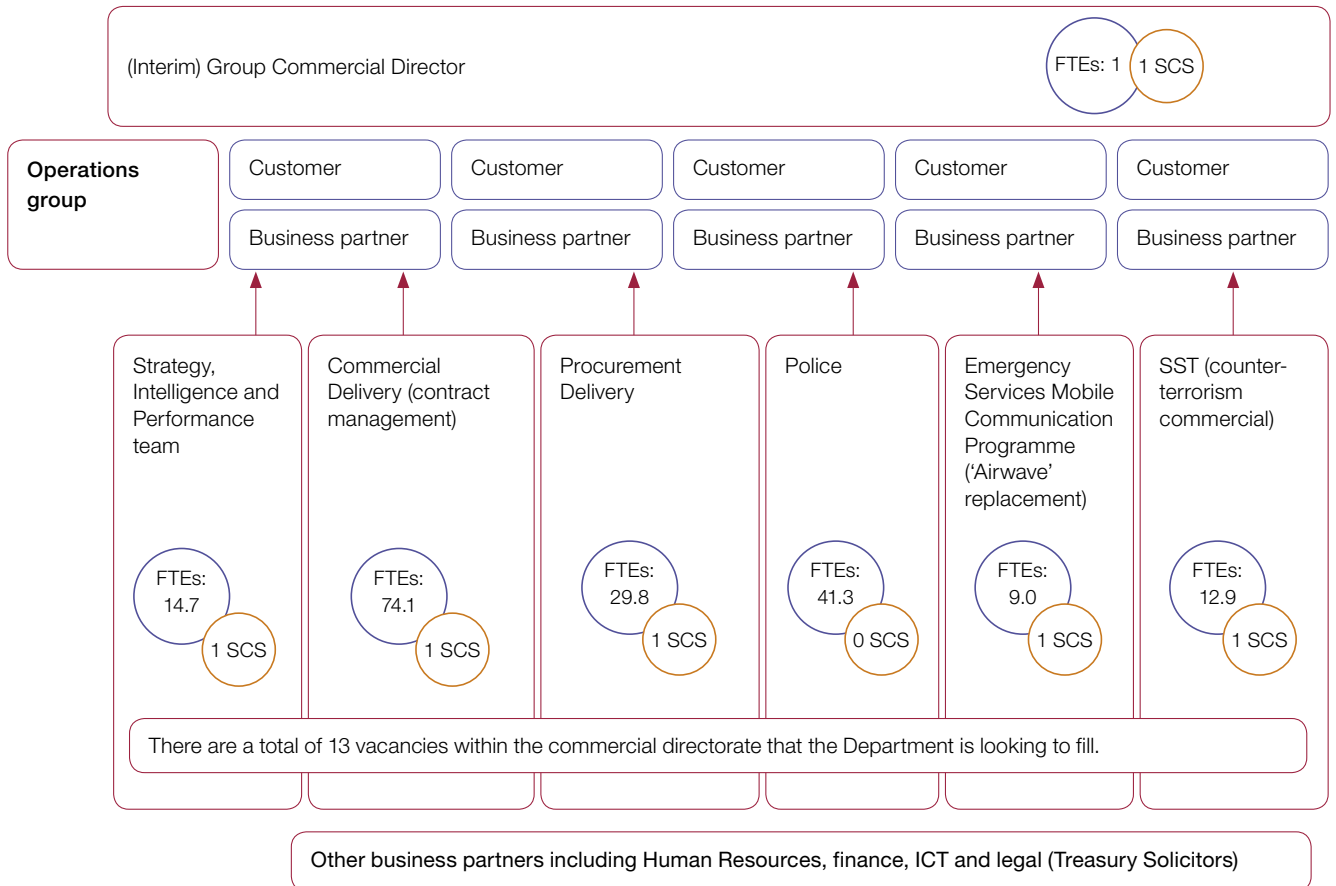 (Interim) Group Commercial Director
FTEs: 1
1 SCS
Operations
group
Customer
Customer
Customer
Customer
Customer
Business partner
Business partner
Business partner
Business partner
Business partner
Strategy,
Intelligence and
Performance
team
FTEs:
14.7
1 SCS
Commercial
Delivery (contract
management)
FTEs:
74.1
1 SCS
Procurement
Delivery
FTEs:
29.8
1 SCS
Police
FTEs:
41.3
0 SCS
Emergency
Services Mobile
Communication
Programme
(‘Airwave’
replacement)
FTEs:
9.0
1 SCS
SST (counter-
terrorism
commercial)
FTEs:
12.9
1 SCS
There are a total of 13 vacancies within the commercial directorate that the Department is looking to fill.
Other business partners including Human Resources, finance, ICT and legal (Treasury Solicitors)